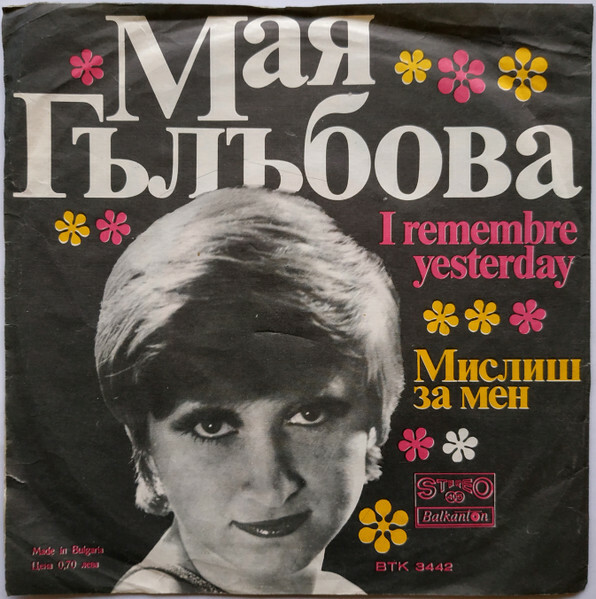 Мая
Гълъбова
I remembre
yesterday
Мислиш
за мен
STEREO
Balkanton
Made in Bulgaria
Цена 0,70 лева
ВТК 3442